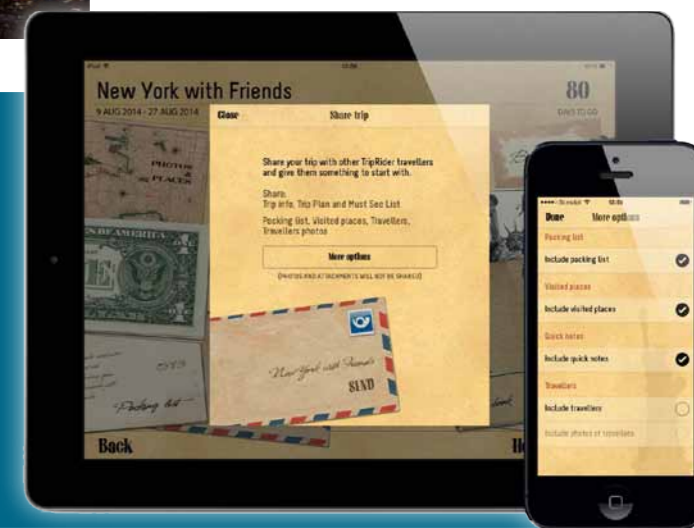 iPad
New York with Friends
80
9 AUG 2014 - 27 AUG 2014
DAYS TO GO
Close
Share trip
PHOTOS
& PLACES
Share your trip with other TripRider travellers
and give them something to start with.
Share:
Trip info, Trip Plan and Must See List
Packing list, Visited places, Travellers,
Travellers photos
More options
(PHOTOS AND ATTACHMENTS WILL NOT BE SHARED)
New York with Friends
SEND
Packing list
Back
Done
More options
Packing list
Include packing list
Visited places
Include visited places
Quick notes
Include quick notes
Travellers
Include travellers
Include photos of travellers